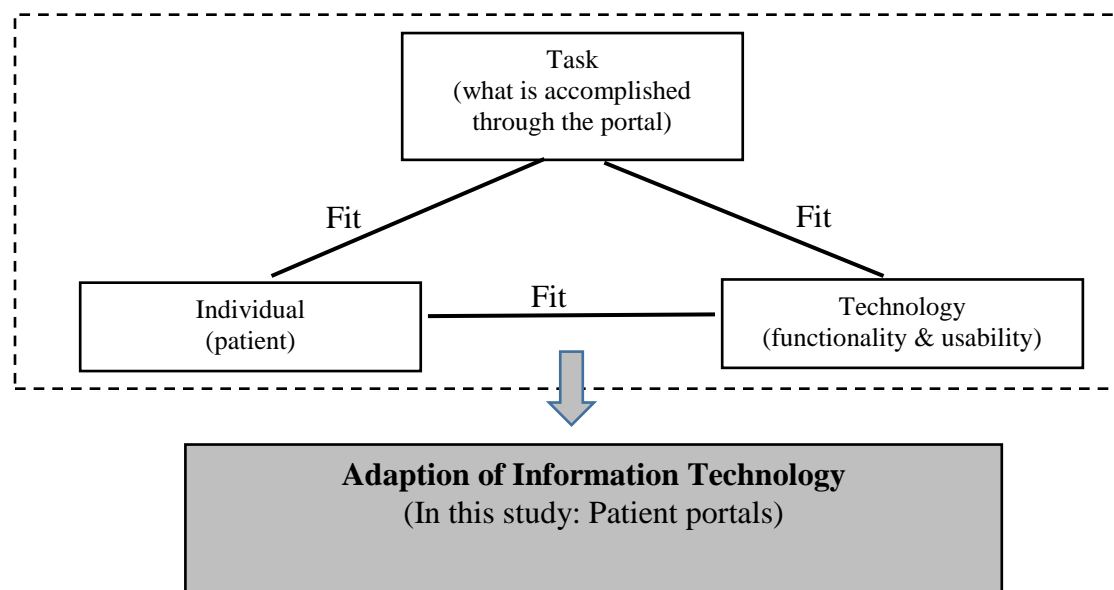 Task
(what is accomplished
through the portal)
Fit
Fit
Individual
(patient)
Fit
Technology
(functionality & usability)
Adaption of Information Technology
(In this study: Patient portals)